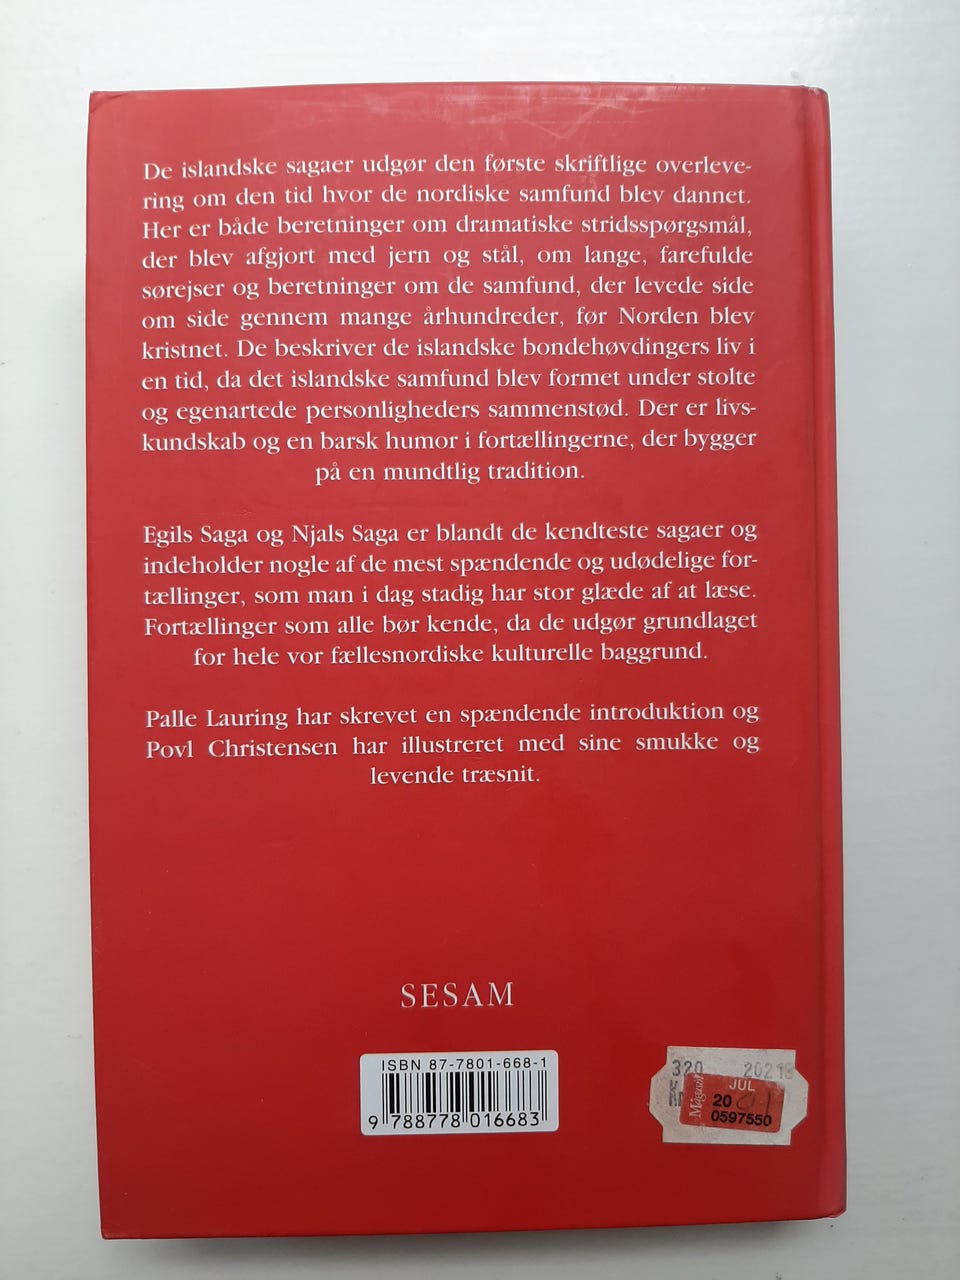 De islandske sagaer udgør den første skriftlige overleve-
ring om den tid hvor de nordiske samfund blev dannet.
Her er både beretninger om dramatiske stridsspørgsmål,
der blev afgjort med jern og stål, om lange, farefulde
sørejser og beretninger om de samfund, der levede side
om side gennem mange århundreder, før Norden blev
kristnet. De beskriver de islandske bondehøvdingers liv i
en tid, da det islandske samfund blev formet under stolte
og egenartede personligheders sammenstød. Der er livs-
kundskab og en barsk humor i fortællingerne, der bygger
på en mundtlig tradition.
Egils Saga og Njals Saga er blandt de kendteste sagaer og
indeholder nogle af de mest spændende og udødelige for-
tællinger, som man i dag stadig har stor glæde af at læse.
Fortællinger som alle bør kende, da de udgør grundlaget
for hele vor fællesnordiske kulturelle baggrund.
Palle Lauring har skrevet en spændende introduktion og
Povl Christensen har illustreret med sine smukke og
levende træsnit.
SESAM
ISBN 87-7801-668-1
9 788778 016683
320 20218
JUL
Magasin
20 01
0597550